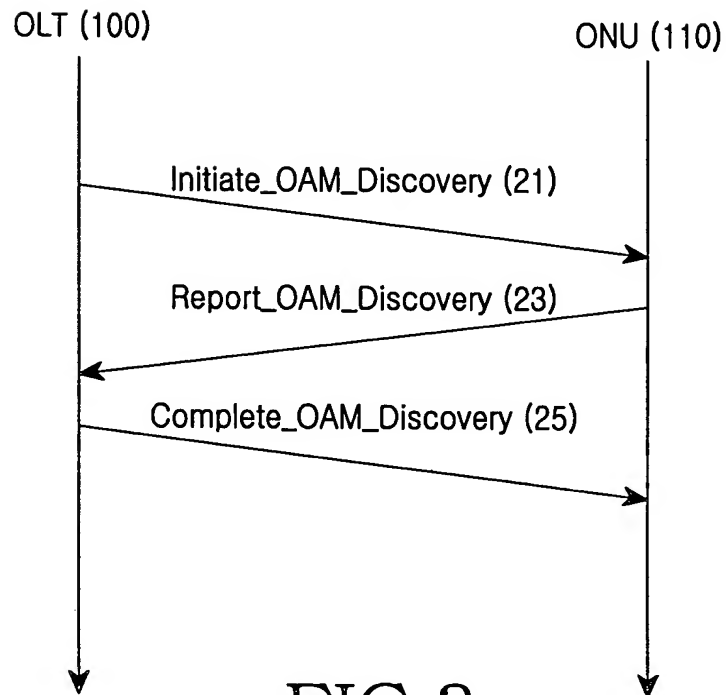 OLT (100)
ONU (110)
Initiate_OAM_Discovery (21)
Report_OAM_Discovery (23)
Complete_OAM_Discovery (25)